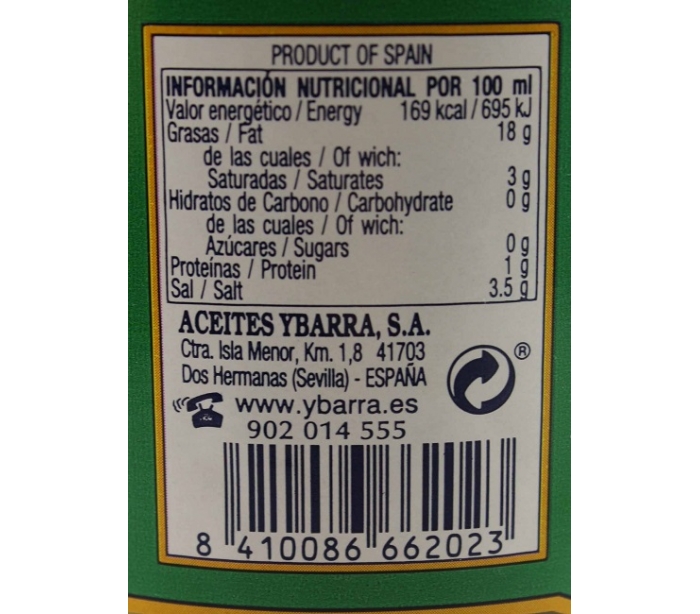 PRODUCT OF SPAIN
INFORMACIÓN NUTRICIONAL POR 100 ml
Valor energético / Energy 169 kcal / 695 kJ
Grasas / Fat 18 g
de las cuales / Of wich:
Saturadas / Saturates 3 g
Hidratos de Carbono / Carbohydrate 0 g
de las cuales / Of wich:
Azúcares / Sugars 0 g
Proteínas / Protein 1 g
Sal / Salt 3.5 g
ACEITES YBARRA, S.A.
Ctra. Isla Menor, Km. 1,8 41703
Dos Hermanas (Sevilla) - ESPAÑA
®
www.ybarra.es
902 014 555
8 410086 662023